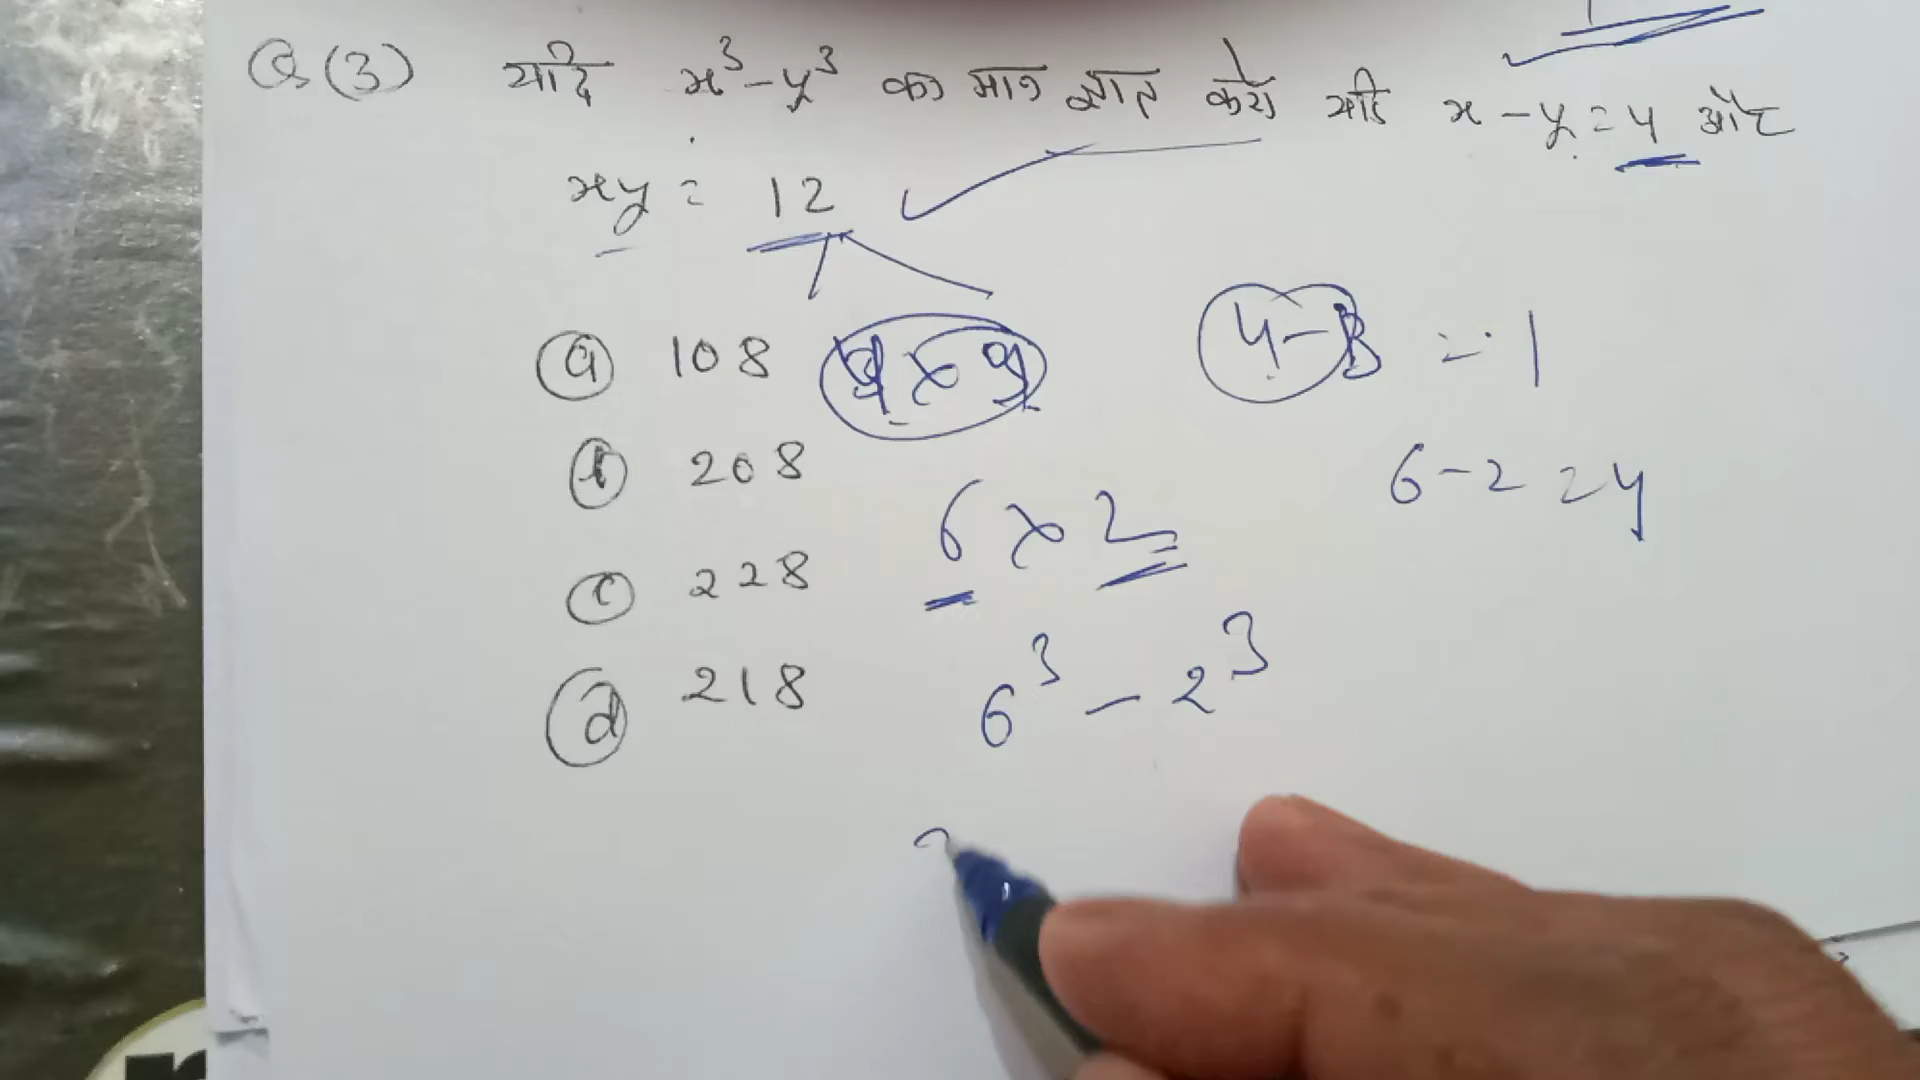 Q(3) यदि x³-y³ का मान ज्ञात करो यदि x-y=4 और
xy = 12
(a) 108
4-3 = 1
(b) 208
6-2=4
6×2
(c) 228
6³-2³
(d) 218